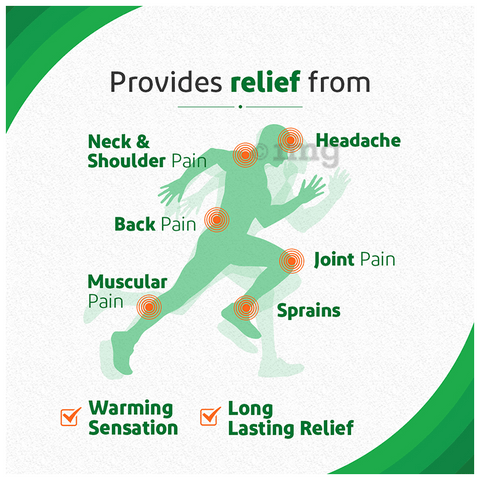 Provides relief from
Neck &
Shoulder Pain
Headache
Back Pain
Joint Pain
Muscular
Pain
Sprains
Warming
Sensation
Long
Lasting Relief